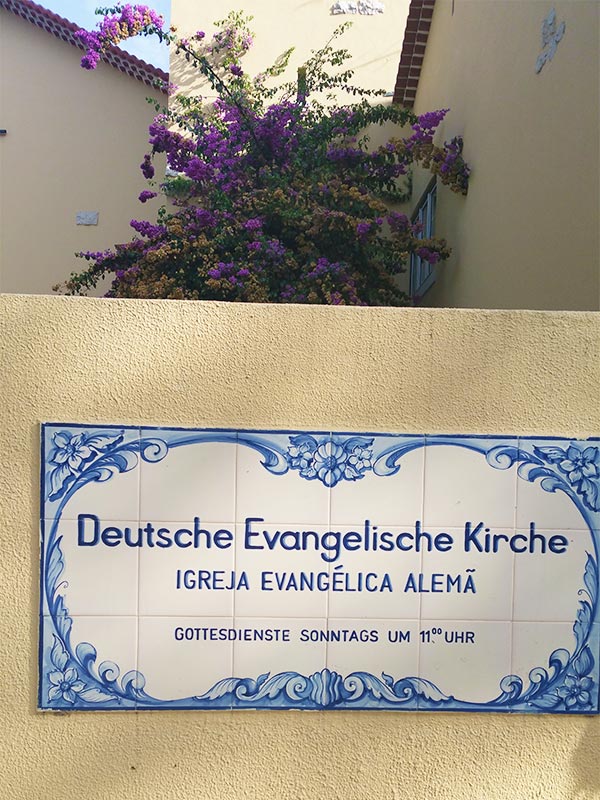 Deutsche Evangelische Kirche
IGREJA EVANGÉLICA ALEMÃ
GOTTESDIENSTE SONNTAGS UM 11.00 UHR